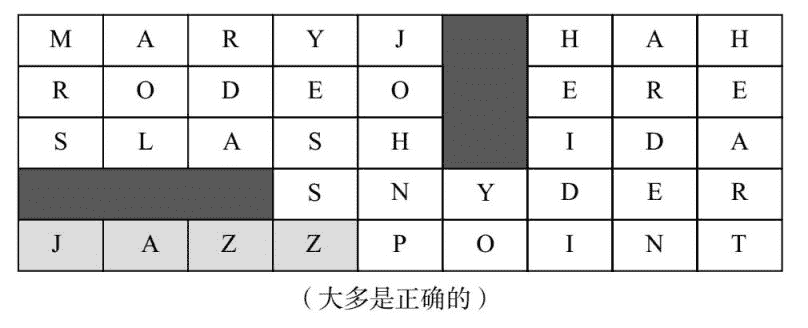 M A R Y J H A H
R O D E O E R E
S L A S H I D A
S N Y D E R
J A Z Z P O I N T
（大多是正确的）